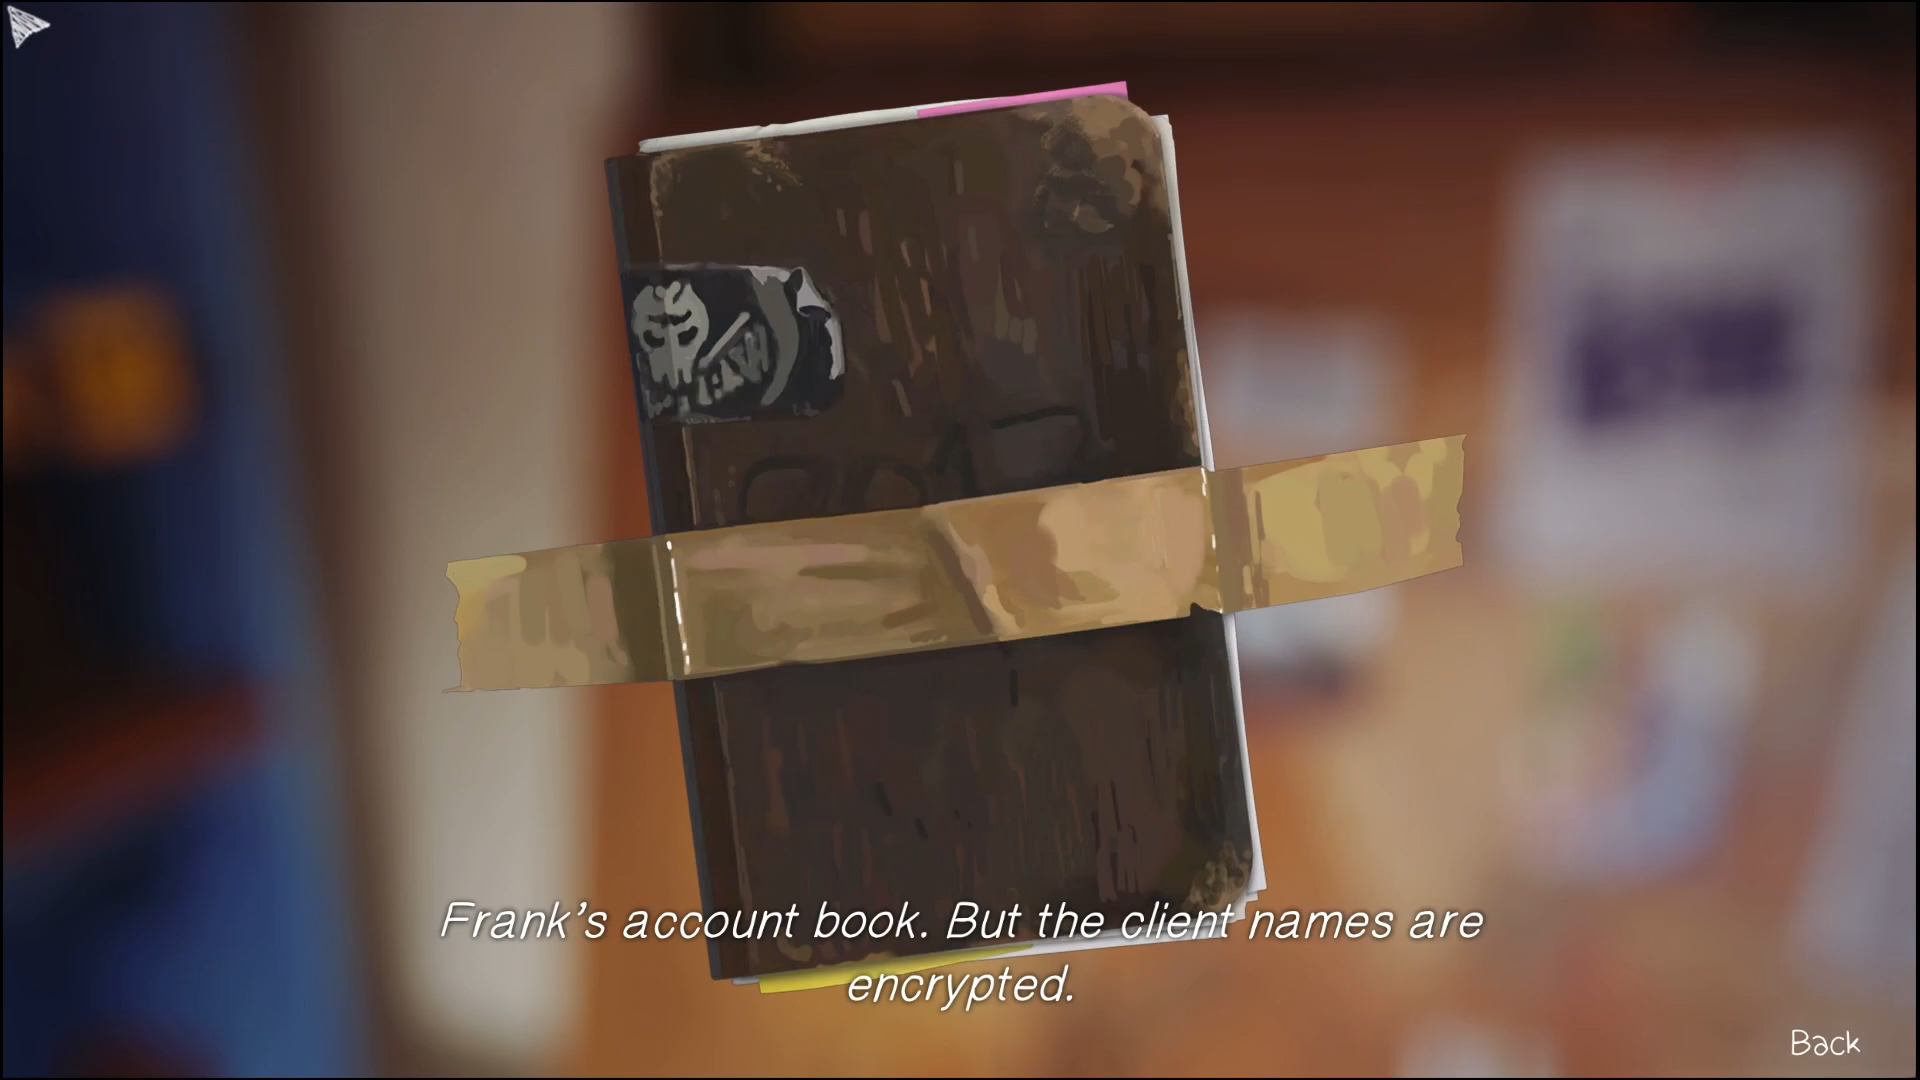 Frank's account book. But the client names are
encrypted.
Back